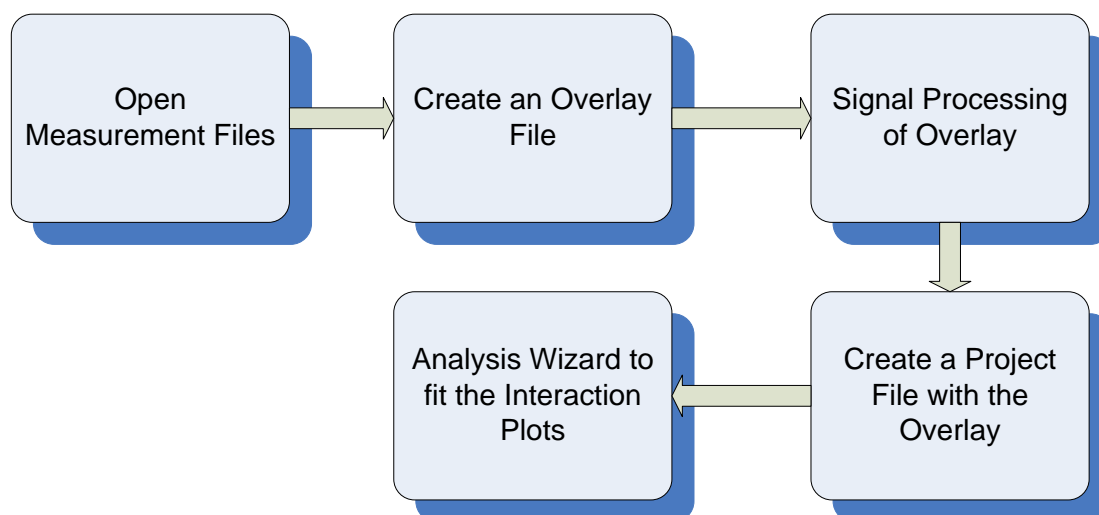 Open
Measurement Files
Create an Overlay
File
Signal Processing
of Overlay
Create a Project
File with the
Overlay
Analysis Wizard to
fit the Interaction
Plots